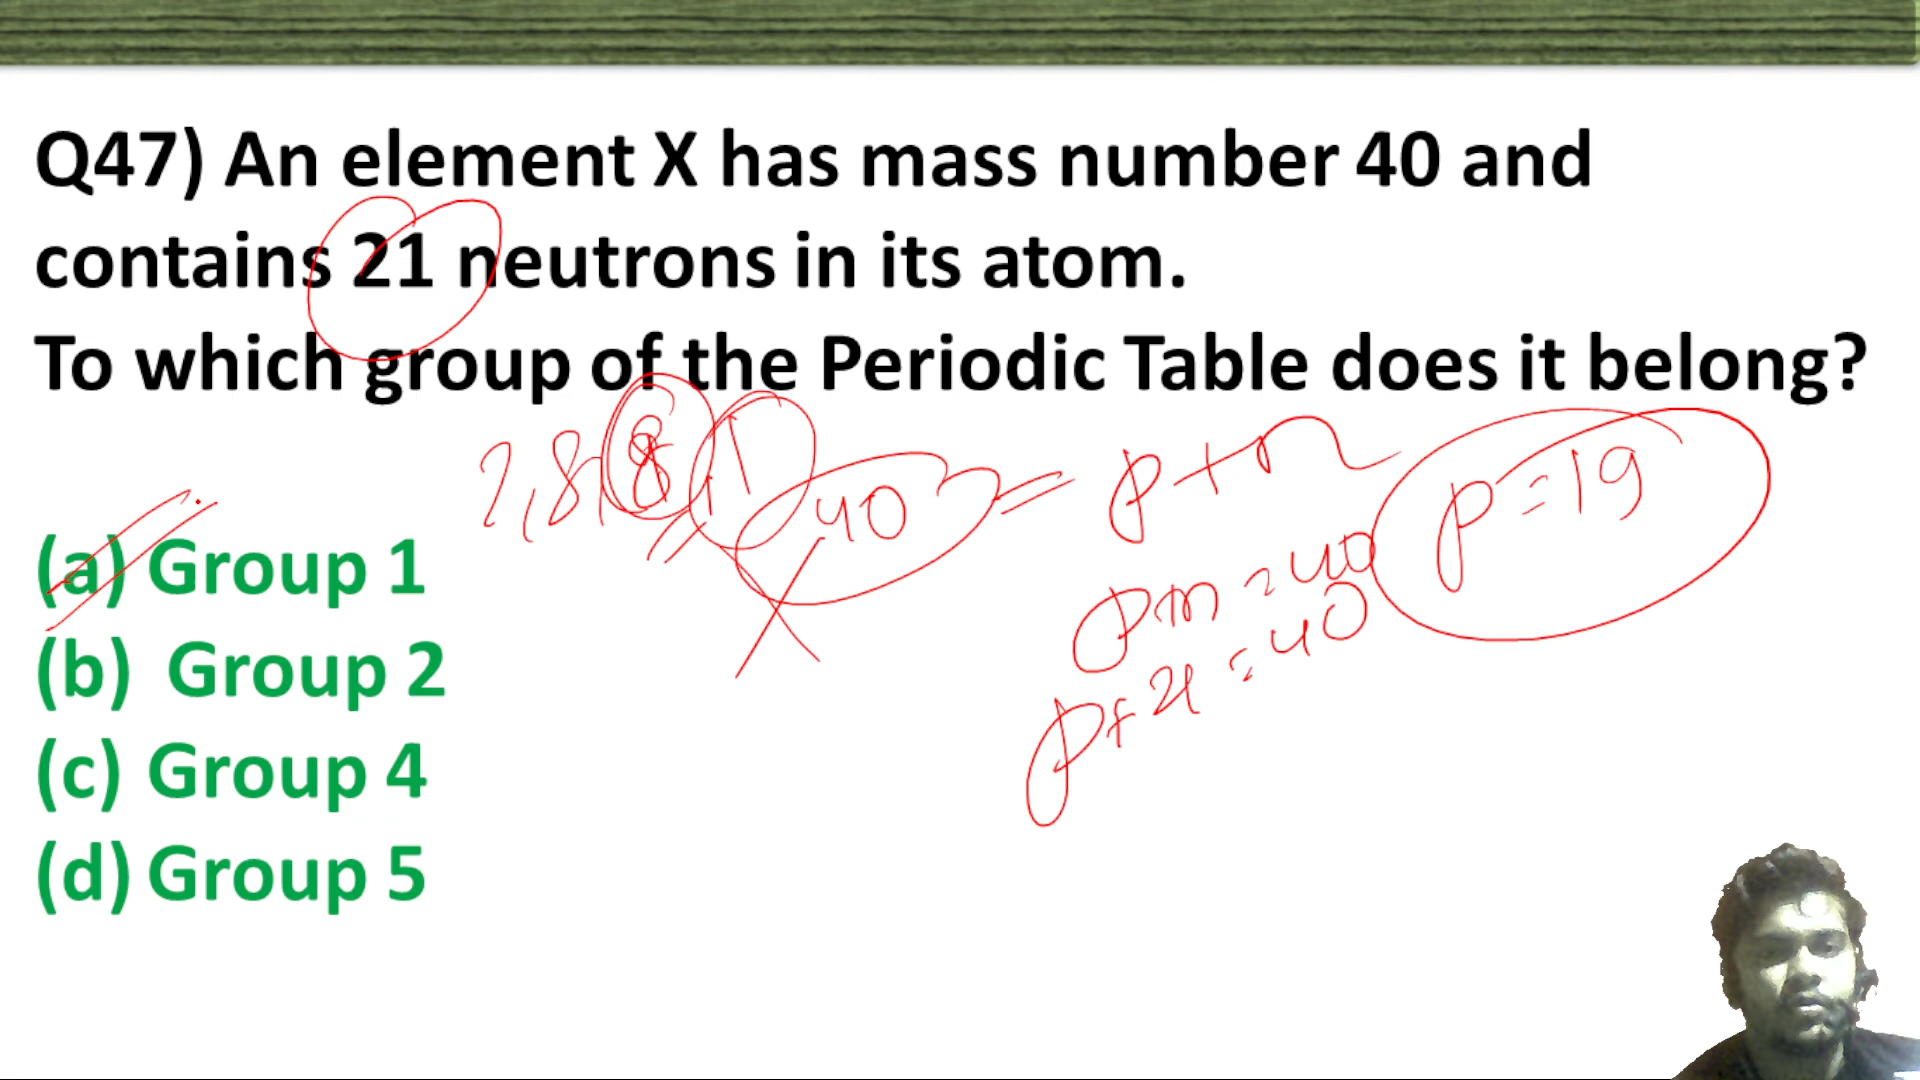 Q47) An element X has mass number 40 and
contains 21 neutrons in its atom.
To which group of the Periodic Table does it belong?
2,8,8,1
40 = p+n
p=19
p+n = 40
p+21 = 40
X
(a) Group 1
(b) Group 2
(c) Group 4
(d) Group 5